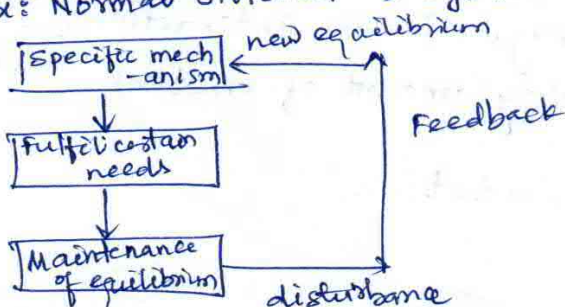 new equilibrium
Specific mech
-anism
Feedback
Fulfil certain
needs
Maintenance
of equilibrium
disturbance